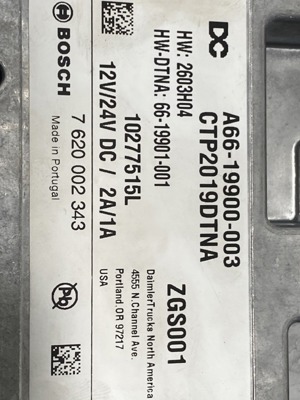 DC
A66-19900-003
CTP2019DTNA
HW: 2603H04
HW-DTNA: 66-19901-001
ZGS001
10277515L
12V/24V DC / 2A/1A
DaimlerTrucks North America
4555 N.Channel Ave.
Portland.OR 97217
USA
BOSCH
7 620 002 343
Made in Portugal
Pb